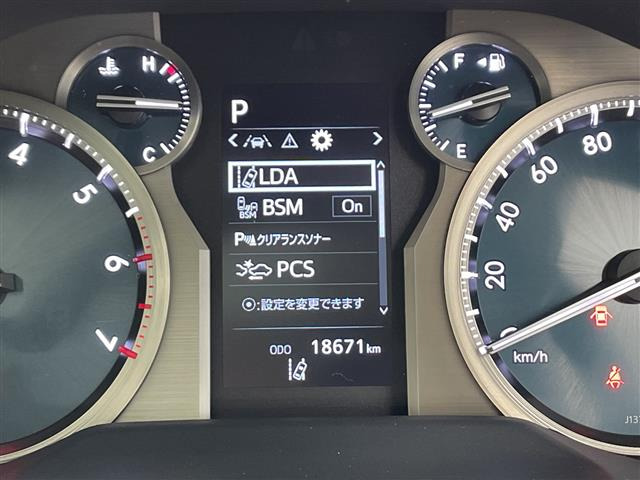 H
C
F
E
P
LDA
BSM
BSM On
P クリアランスソナー
PCS
⦿:設定を変更できます
ODO 18671km
4
5
6
7
80
60
40
20
0
km/h